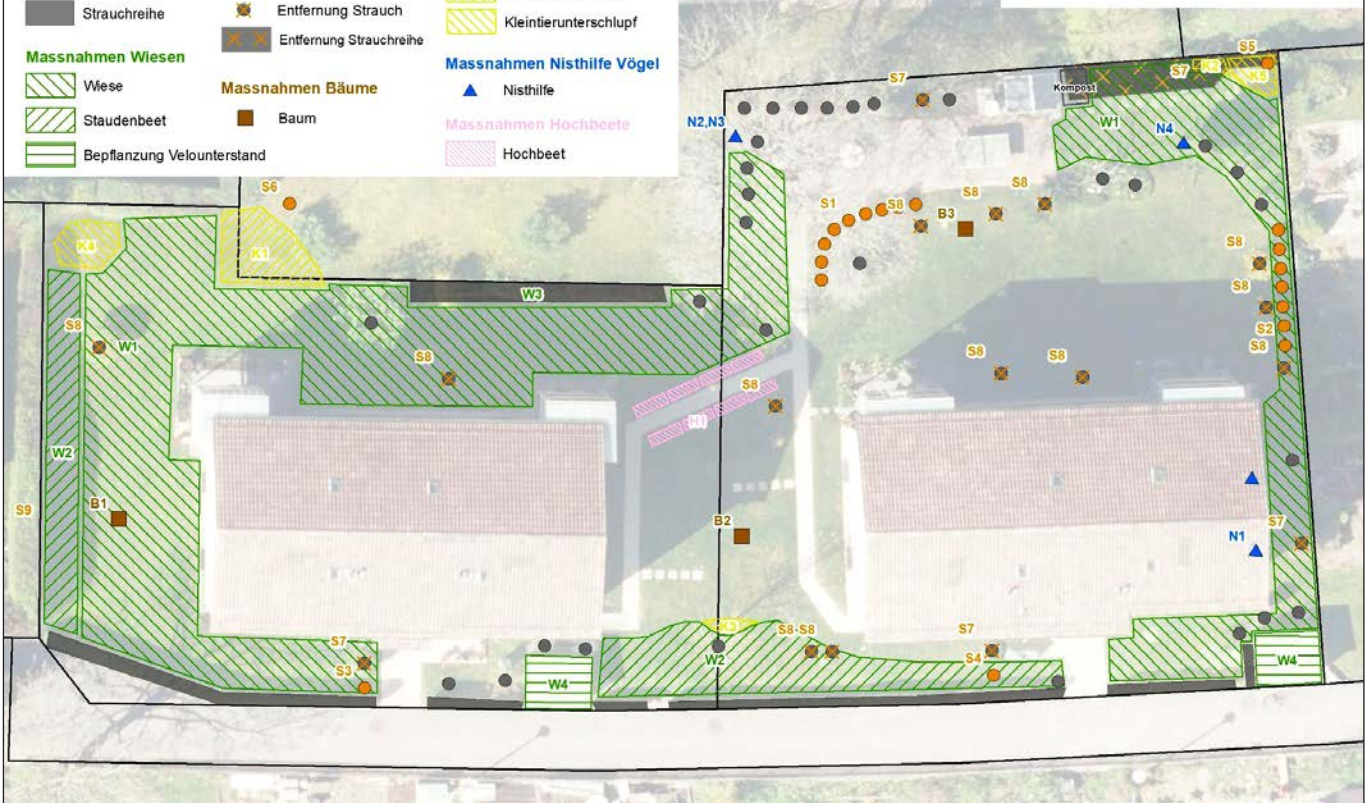 Strauchreihe
Entfernung Strauch
Entfernung Strauchreihe
Kleintierunterschlupf
Massnahmen Wiesen
Wiese
Staudenbeet
Bepflanzung Velounterstand
Massnahmen Bäume
Baum
Massnahmen Nisthilfe Vögel
Nisthilfe
Massnahmen Hochbeete
Hochbeet
S5
S7
S7
K2
K5
Kompost
N2,N3
W1
N4
S6
S8
S8
S1
S8
B3
K4
K1
S8
S8
W3
S8
W1
S2
S8
S8
S8
S8
S8
H1
W2
B1
S9
B2
S7
N1
K3
S8
S8
S7
S7
W2
S3
S4
W4
W4